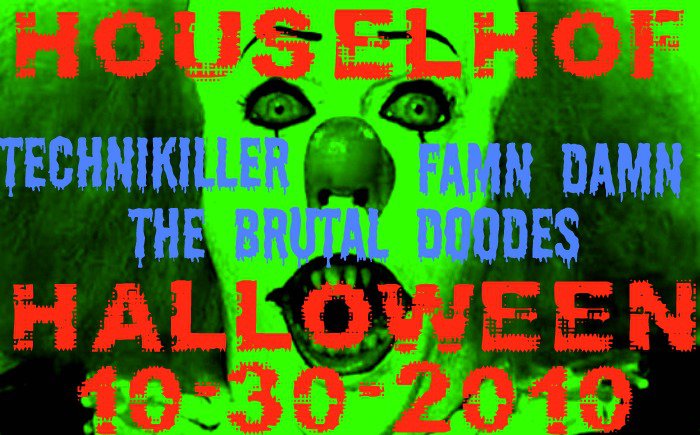 HOUSELHOF
TECHNIKILLER FAMN DAMN
THE BRUTAL DOODES
HALLOWEEN
10-30-2010